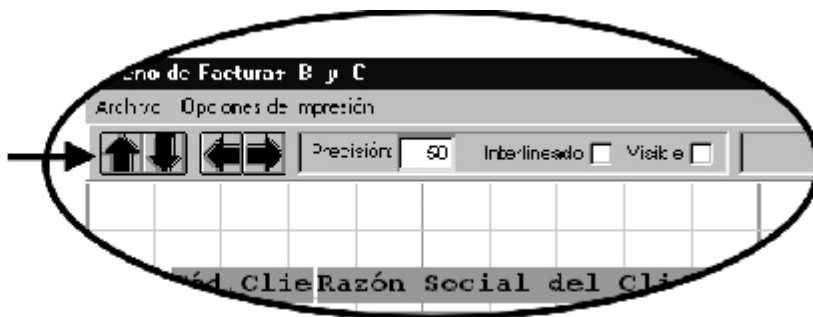 de Facturas B y C
Archivo Opciones de Impresión
Precisión: 50 Interlineado Visible
Cód.Clie Razón Social del Cli